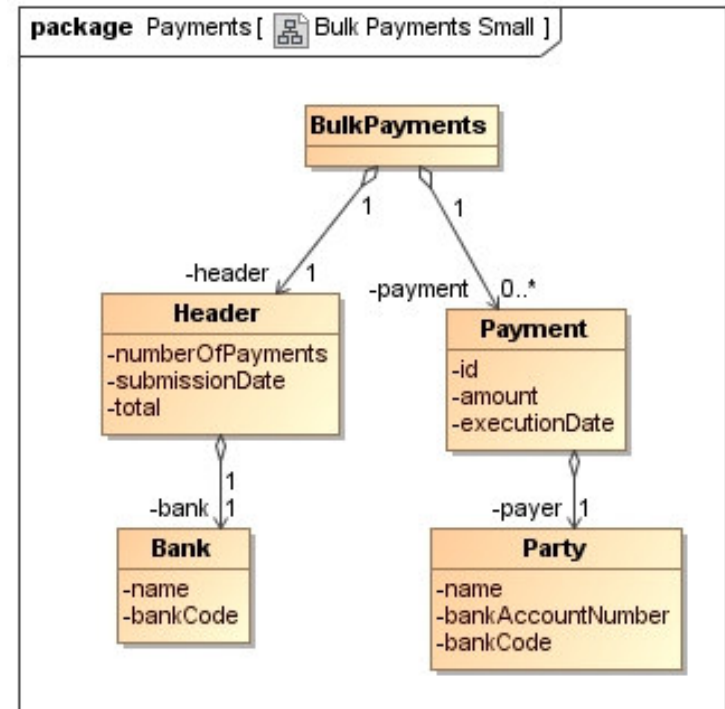 package Payments [ Bulk Payments Small ]
BulkPayments
1
1
-header
1
-payment
0..*
Header
-numberOfPayments
-submissionDate
-total
Payment
-id
-amount
-executionDate
1
-bank
1
-payer
1
Bank
-name
-bankCode
Party
-name
-bankAccountNumber
-bankCode